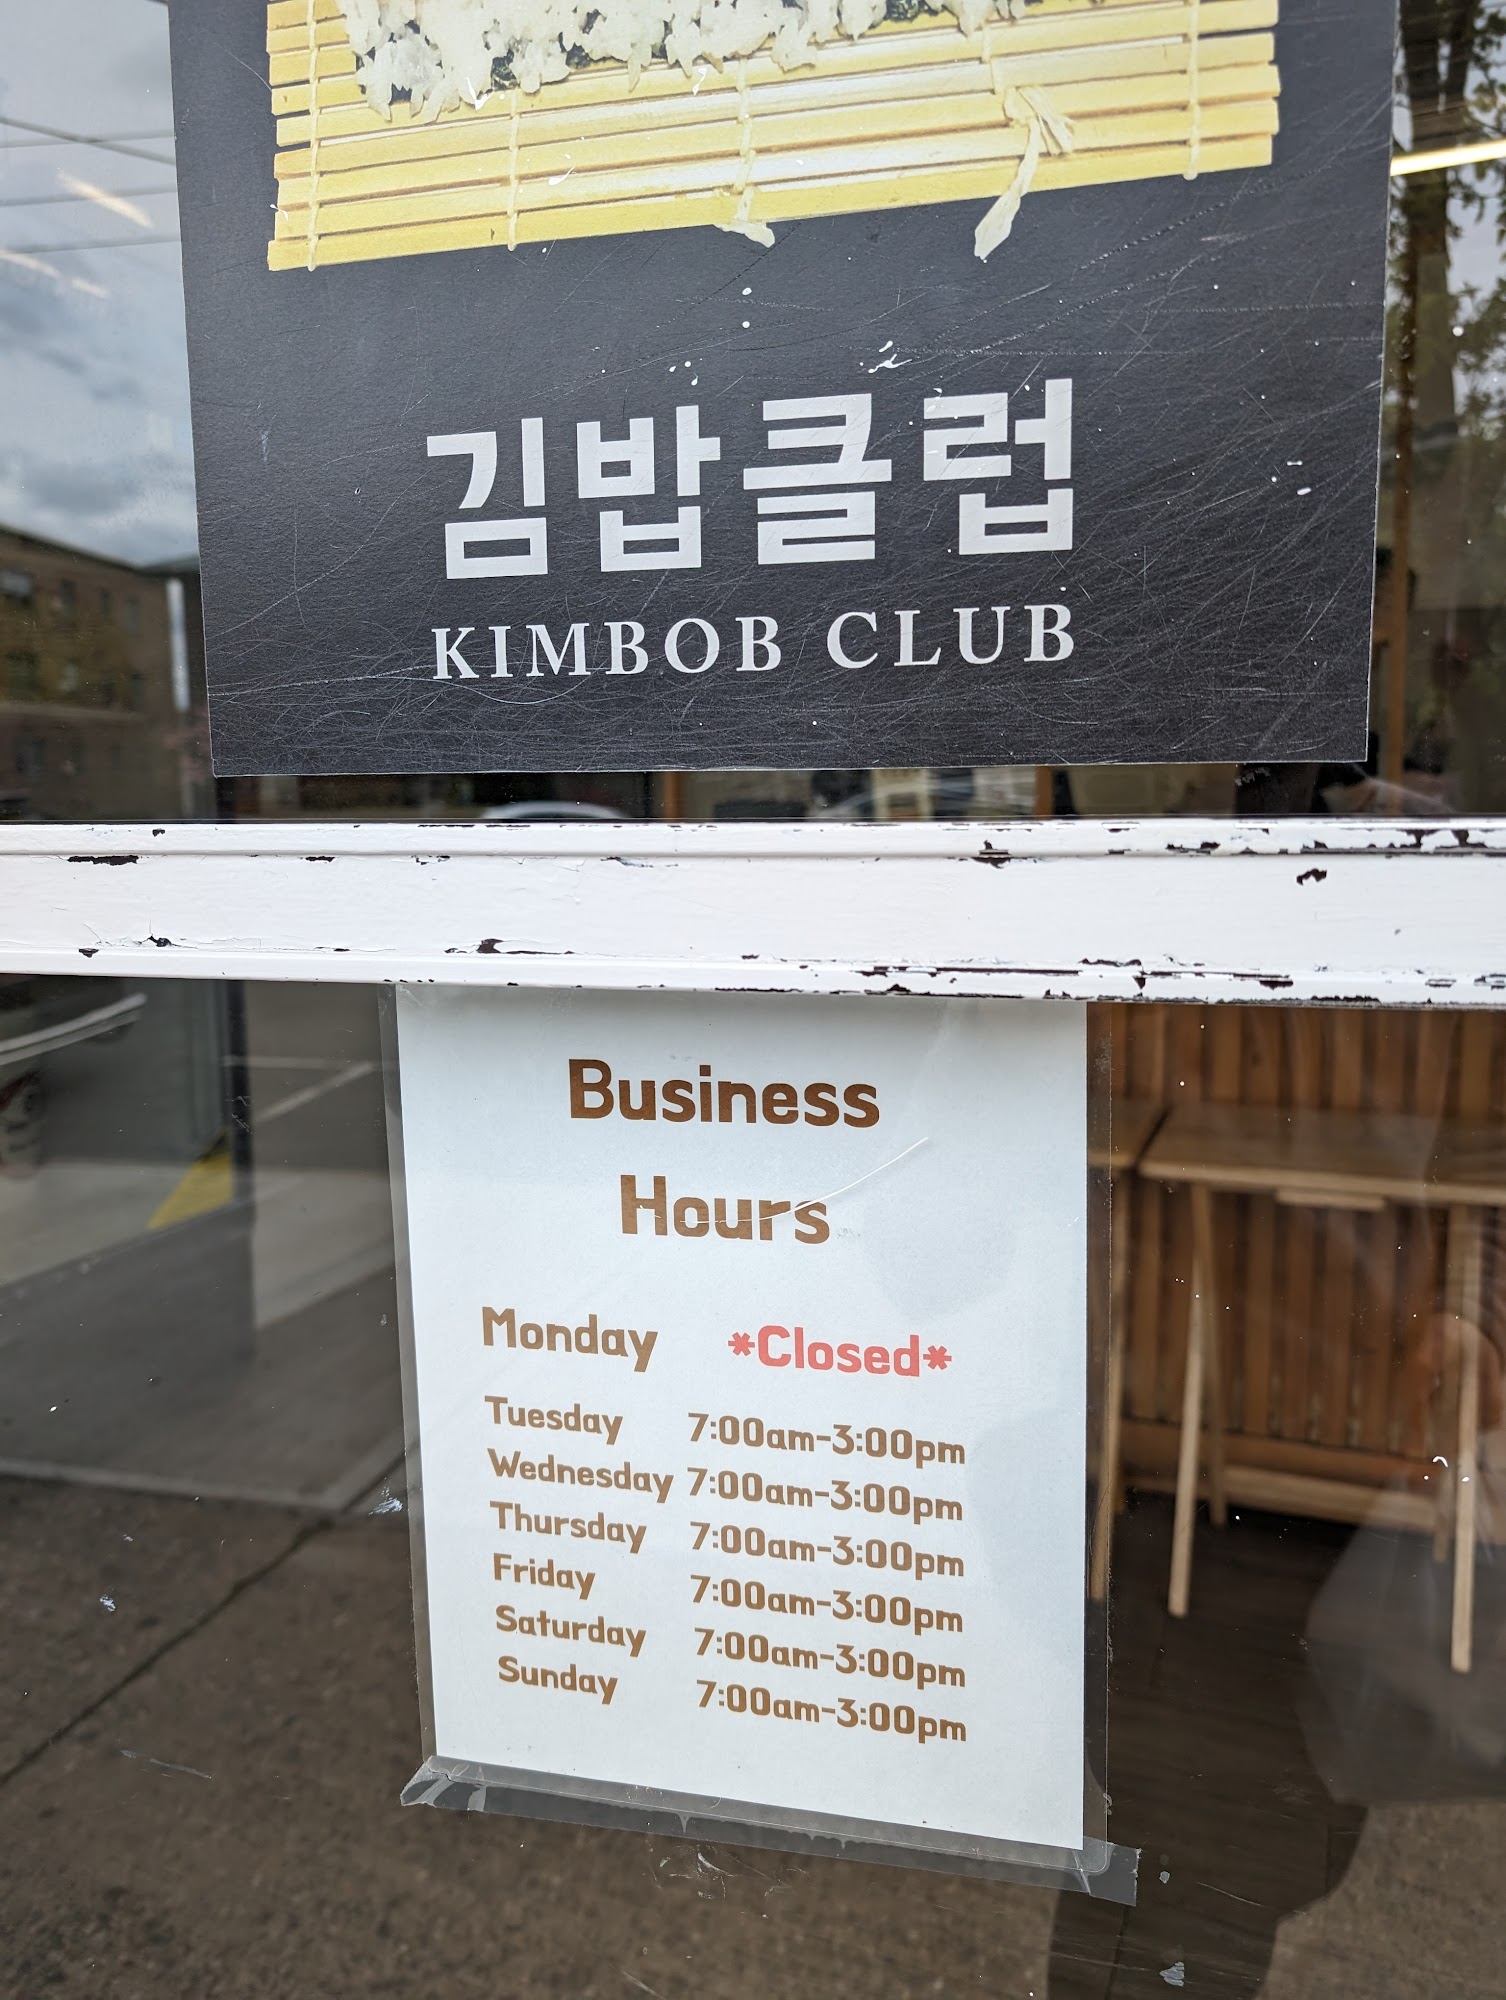 김밥클럽
KIMBOB CLUB
Business
Hours
Monday *Closed*
Tuesday 7:00am-3:00pm
Wednesday 7:00am-3:00pm
Thursday 7:00am-3:00pm
Friday 7:00am-3:00pm
Saturday 7:00am-3:00pm
Sunday 7:00am-3:00pm